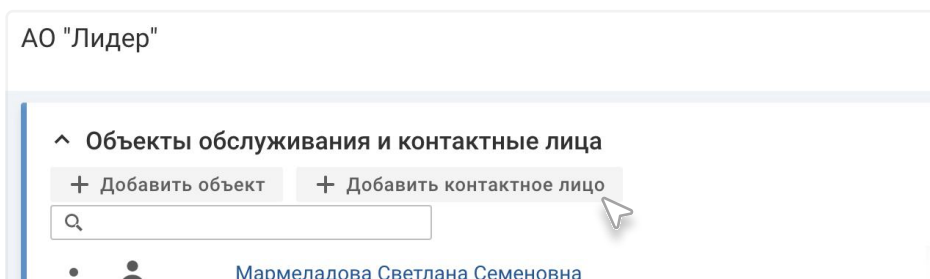 АО "Лидер"
Объекты обслуживания и контактные лица
+ Добавить объект + Добавить контактное лицо
Мармеладова Светлана Семеновна